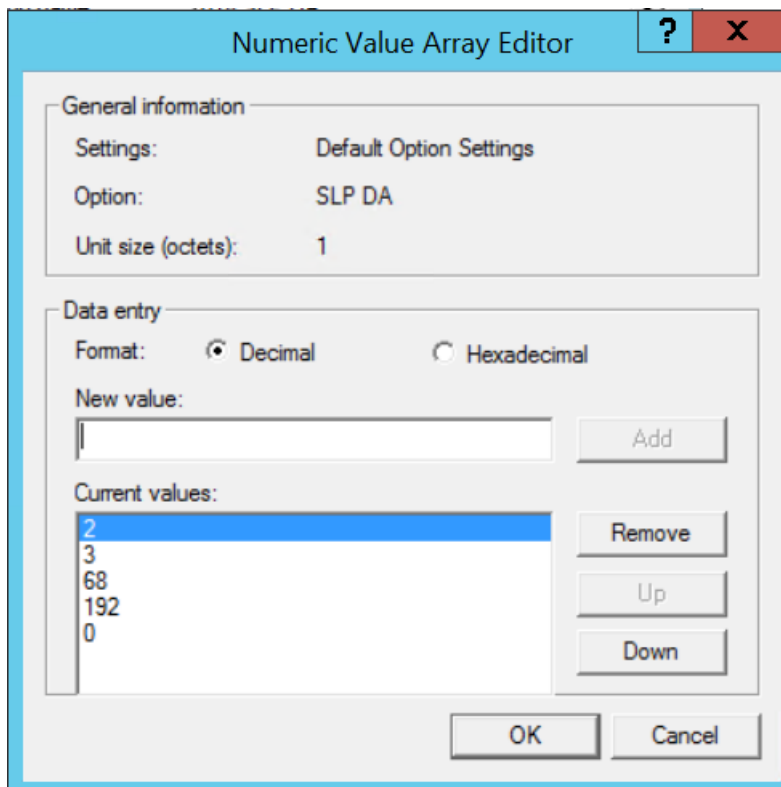 Numeric Value Array Editor
?
X
General information
Settings: Default Option Settings
Option: SLP DA
Unit size (octets): 1
Data entry
Format: Decimal Hexadecimal
New value:
Add
Current values:
2
Remove
3
68
Up
192
0
Down
OK Cancel